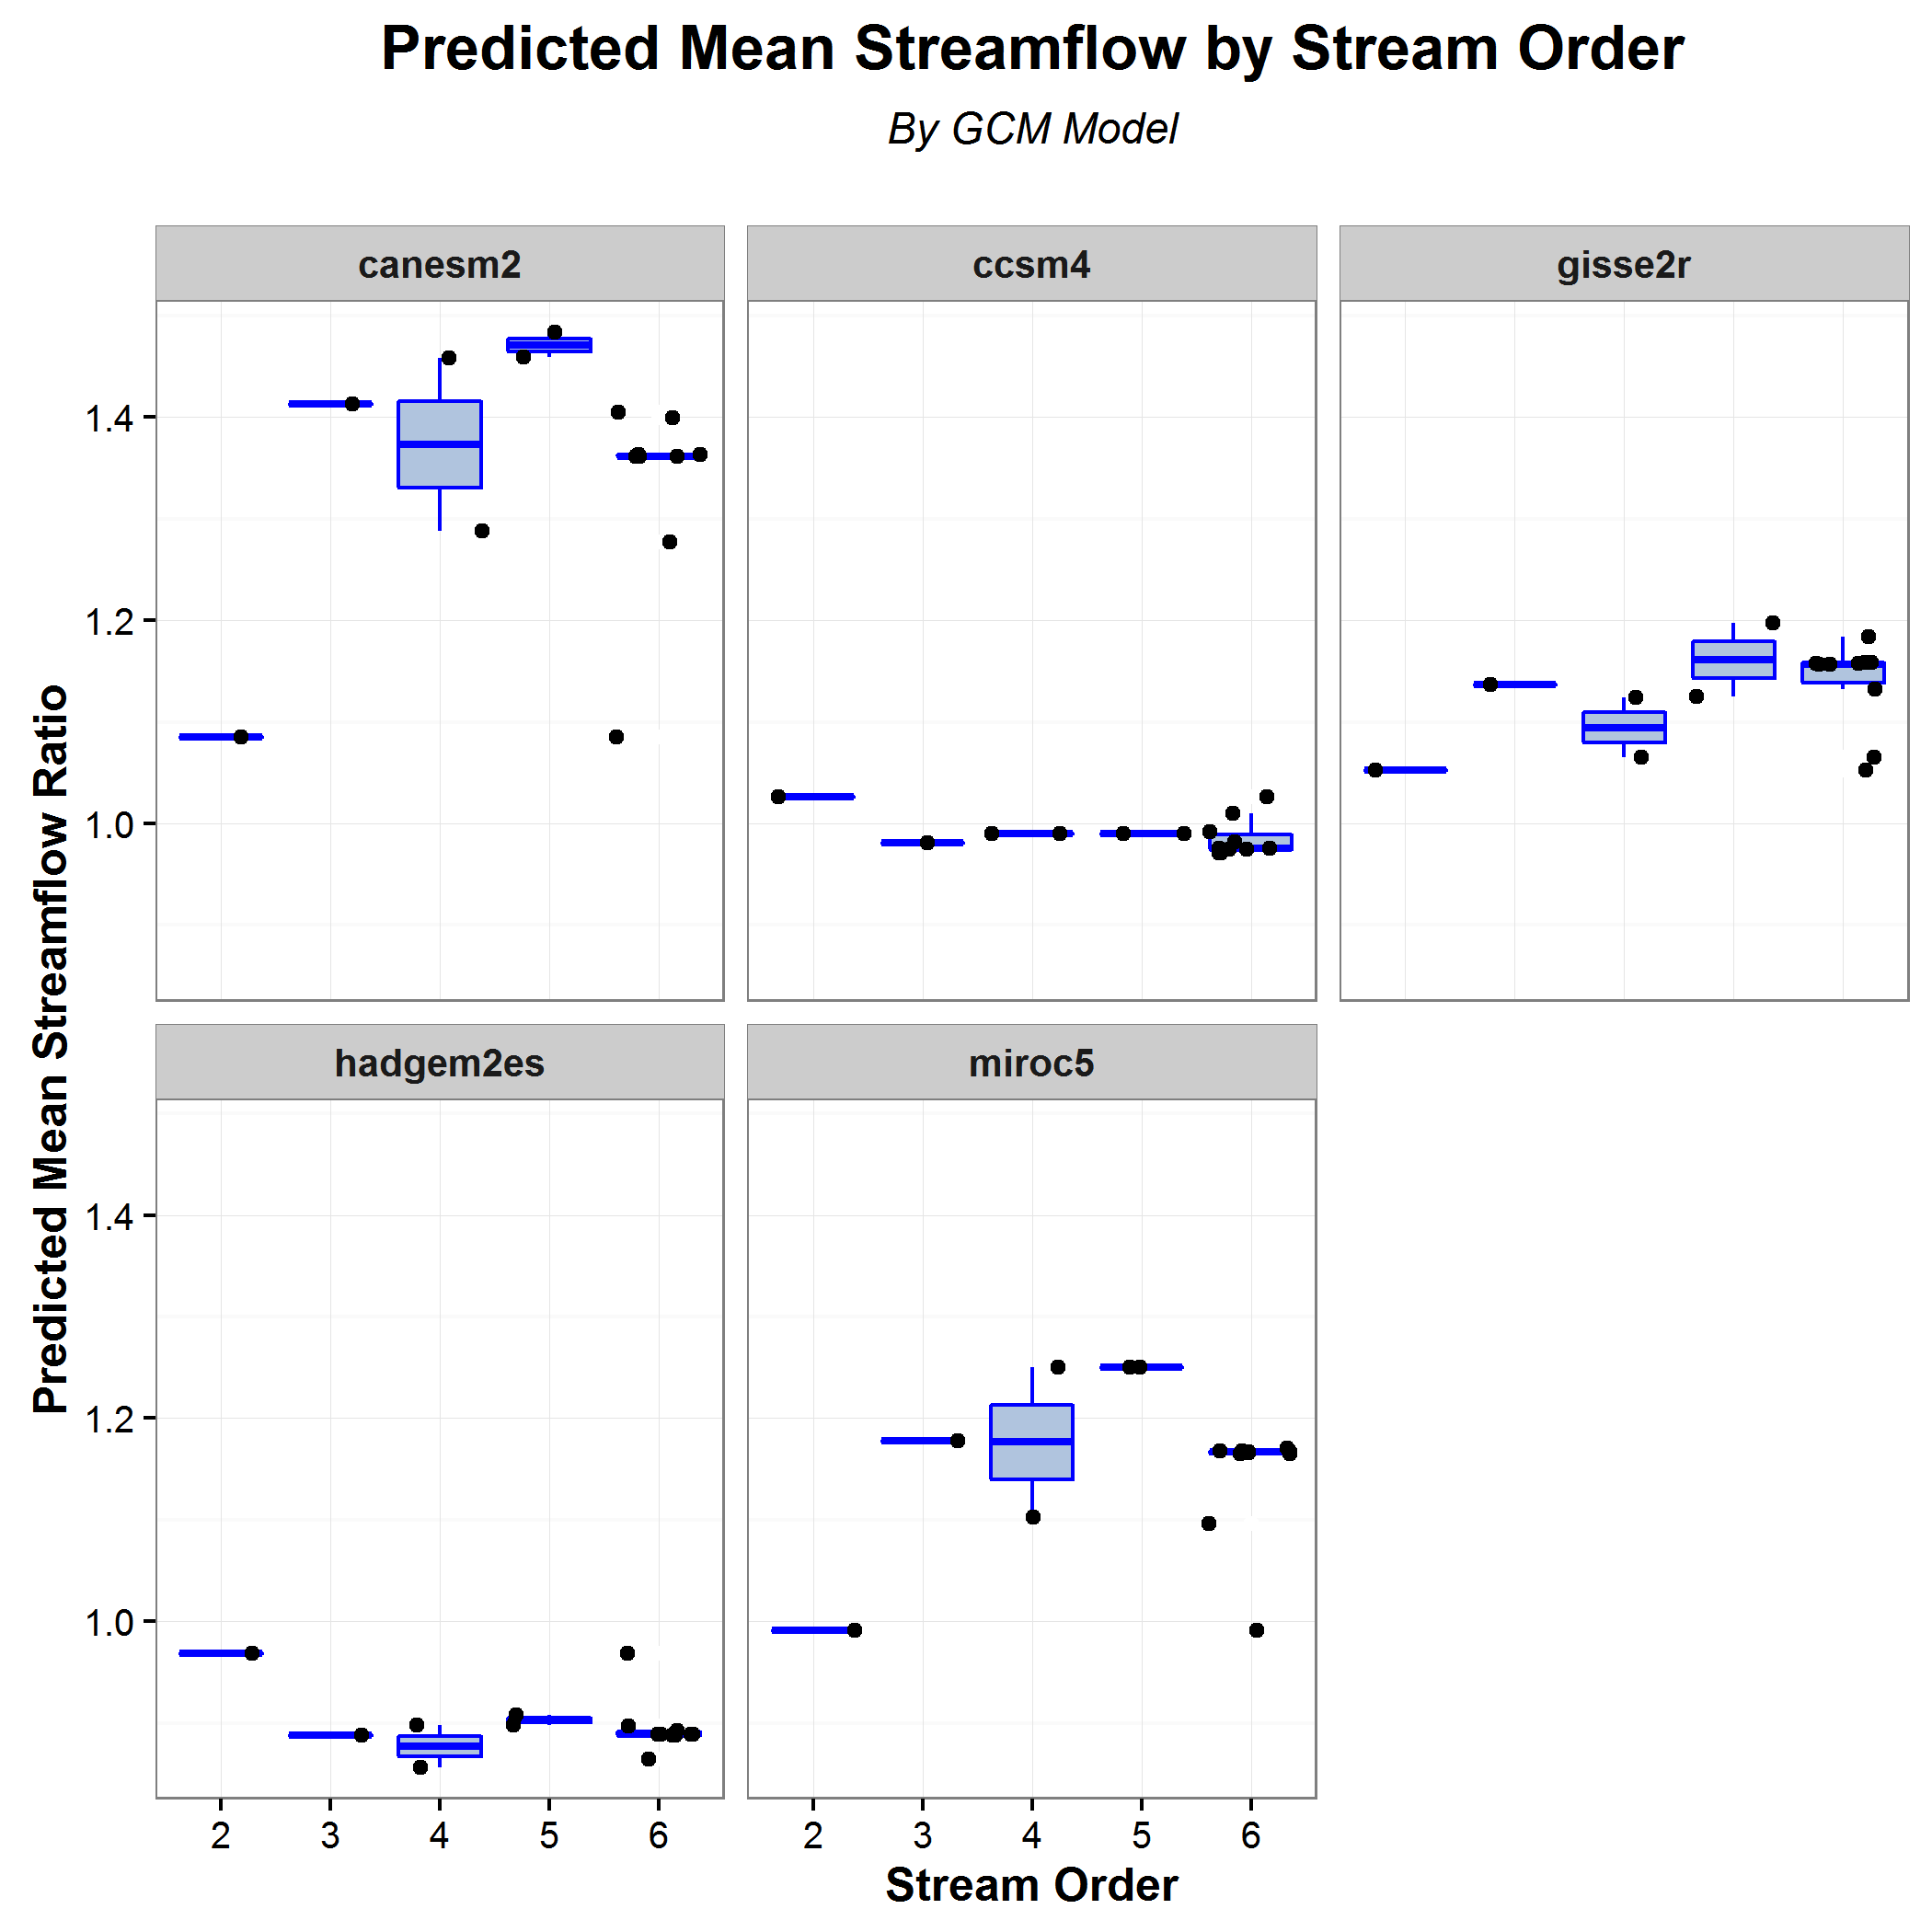 Predicted Mean Streamflow by Stream Order
By GCM Model
canesm2
ccsm4
gisse2r
1.4
1.2
1.0
Predicted Mean Streamflow Ratio
hadgem2es
miroc5
1.4
1.2
1.0
2 3 4 5 6
2 3 4 5 6
Stream Order